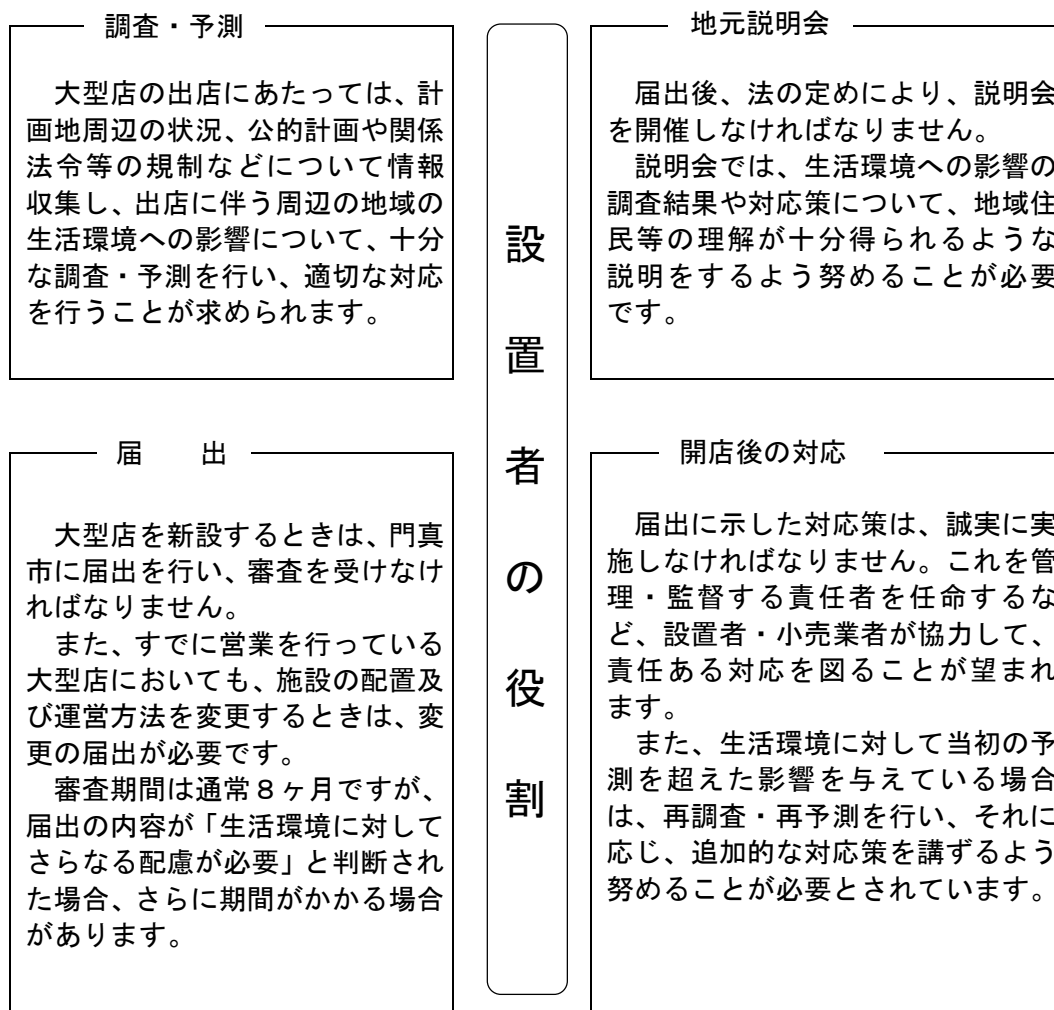 調査・予測
大型店の出店にあたっては、計
画地周辺の状況、公的計画や関係
法令等の規制などについて情報
収集し、出店に伴う周辺の地域の
生活環境への影響について、十分
な調査・予測を行い、適切な対応
を行うことが求められます。
届　　出
大型店を新設するときは、門真
市に届出を行い、審査を受けなけ
ればなりません。
また、すでに営業を行っている
大型店においても、施設の配置及
び運営方法を変更するときは、変
更の届出が必要です。
審査期間は通常８ヶ月ですが、
届出の内容が「生活環境に対して
さらなる配慮が必要」と判断され
た場合、さらに期間がかかる場合
があります。
設置者の役割
地元説明会
届出後、法の定めにより、説明会
を開催しなければなりません。
説明会では、生活環境への影響の
調査結果や対応策について、地域住
民等の理解が十分得られるような
説明をするよう努めることが必要
です。
開店後の対応
届出に示した対応策は、誠実に実
施しなければなりません。これを管
理・監督する責任者を任命するな
ど、設置者・小売業者が協力して、
責任ある対応を図ることが望まれ
ます。
また、生活環境に対して当初の予
測を超えた影響を与えている場合
は、再調査・再予測を行い、それに
応じ、追加的な対応策を講ずるよう
努めることが必要とされています。